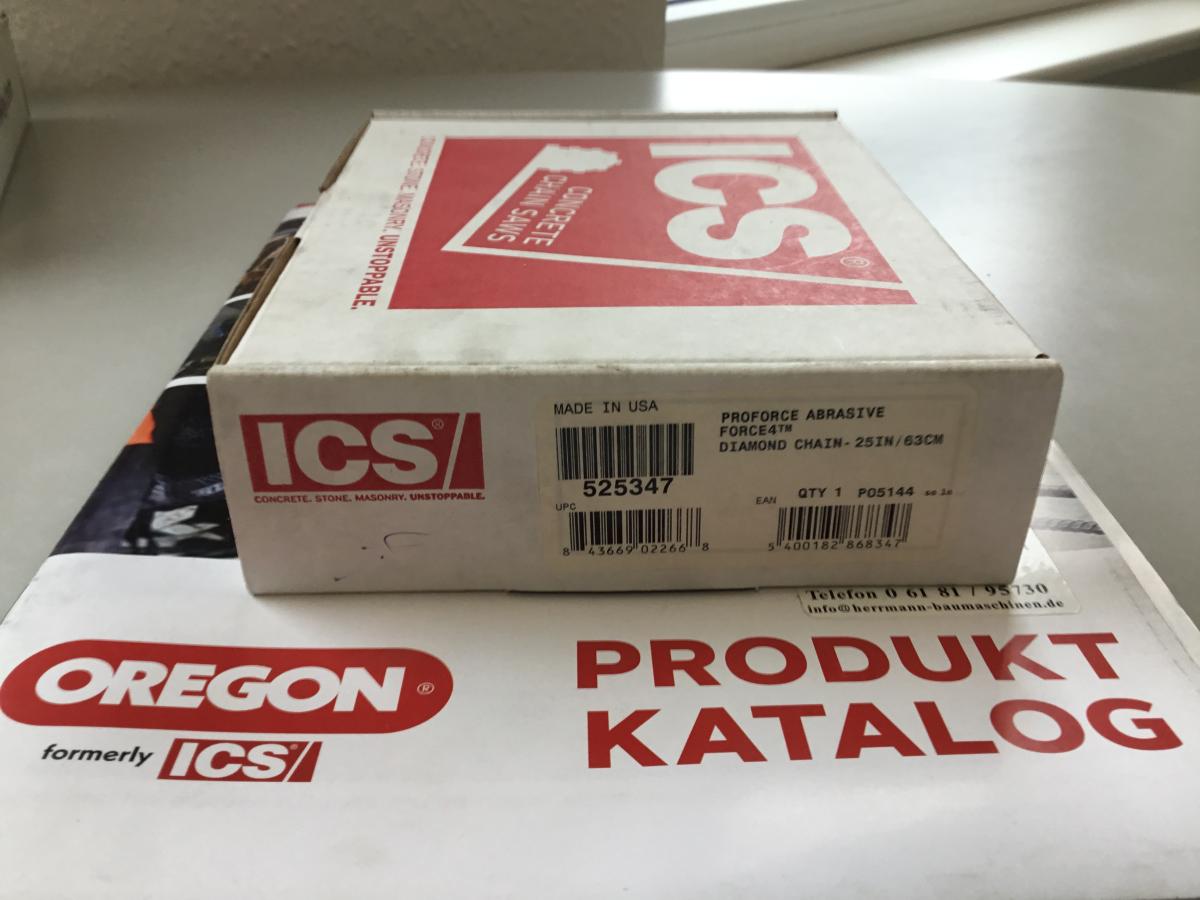 ICS®
CONCRETE
CHAIN SAWS
CONCRETE. STONE. MASONRY. UNSTOPPABLE.
ICS®
CONCRETE. STONE. MASONRY. UNSTOPPABLE.
MADE IN USA
525347
UPC
8 43669 02266 8
PROFORCE ABRASIVE
FORCE4™
DIAMOND CHAIN- 25IN/63CM
QTY 1 P05144
EAN
5 400182 868347
Telefon 0 61 81 / 95730
info@herrmann-baumaschinen.de
OREGON®
formerly ICS®
PRODUKT
KATALOG